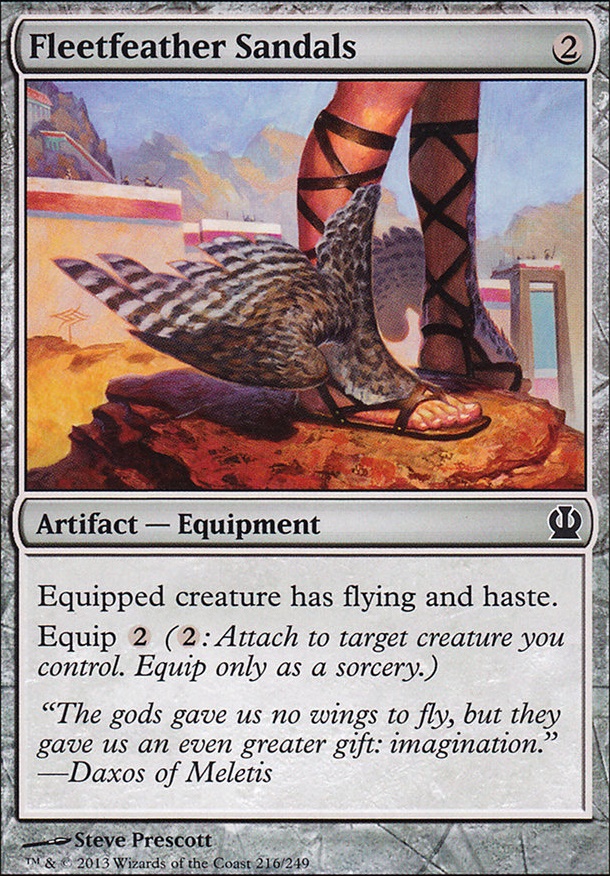 Fleetfeather Sandals 2
Artifact — Equipment
Equipped creature has flying and haste.
Equip 2 (2: Attach to target creature you
control. Equip only as a sorcery.)
“The gods gave us no wings to fly, but they
gave us an even greater gift: imagination.”
—Daxos of Meletis
Steve Prescott
™ & © 2013 Wizards of the Coast 216/249